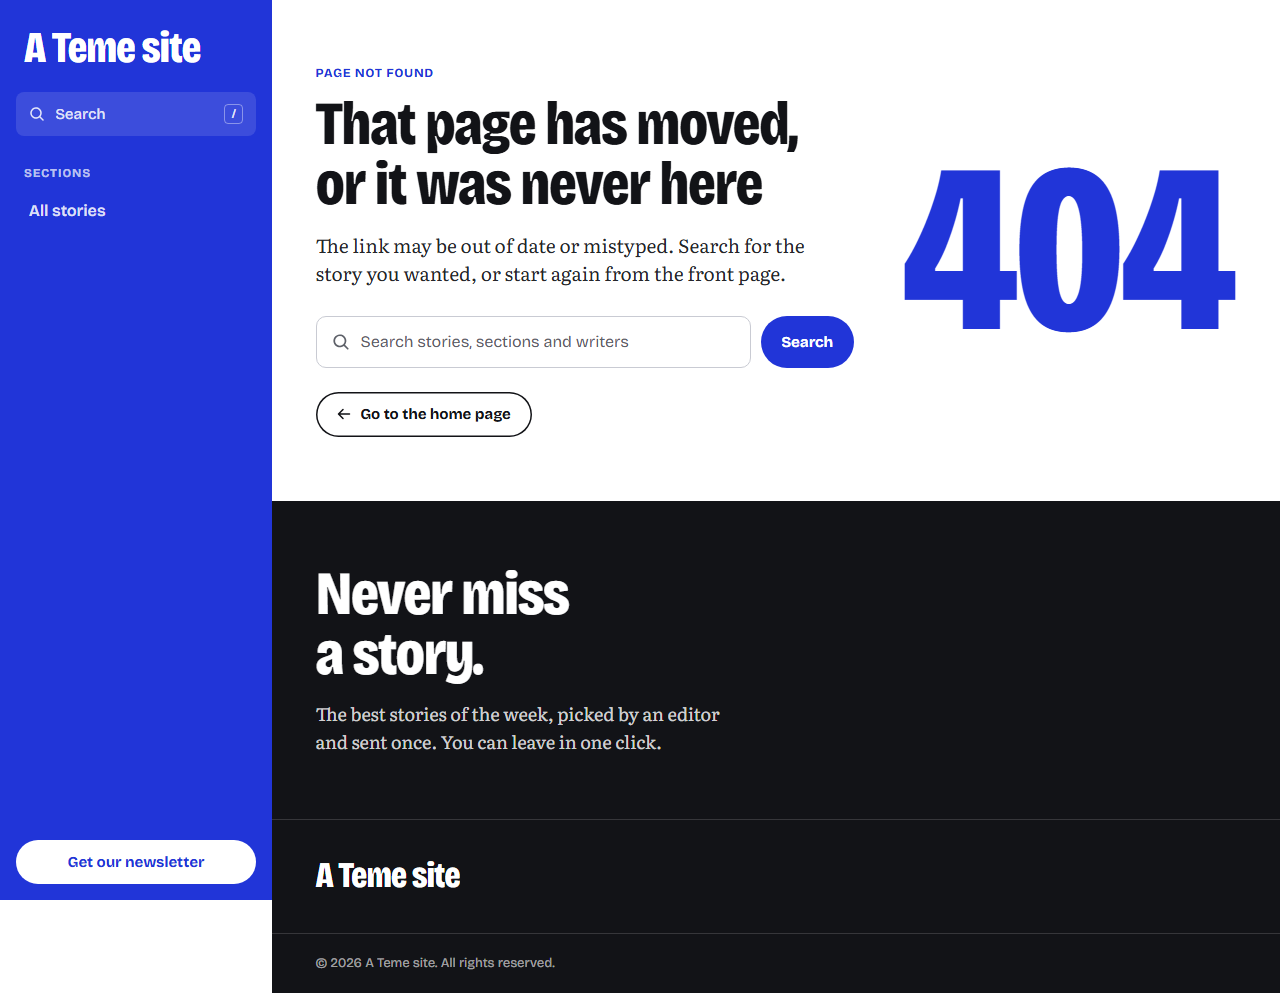 A Teme site
Search
/
SECTIONS
All stories
Get our newsletter
PAGE NOT FOUND
That page has moved,
or it was never here
The link may be out of date or mistyped. Search for the
story you wanted, or start again from the front page.
Search stories, sections and writers
Search
Go to the home page
404
Never miss
a story.
The best stories of the week, picked by an editor
and sent once. You can leave in one click.
A Teme site
© 2026 A Teme site. All rights reserved.